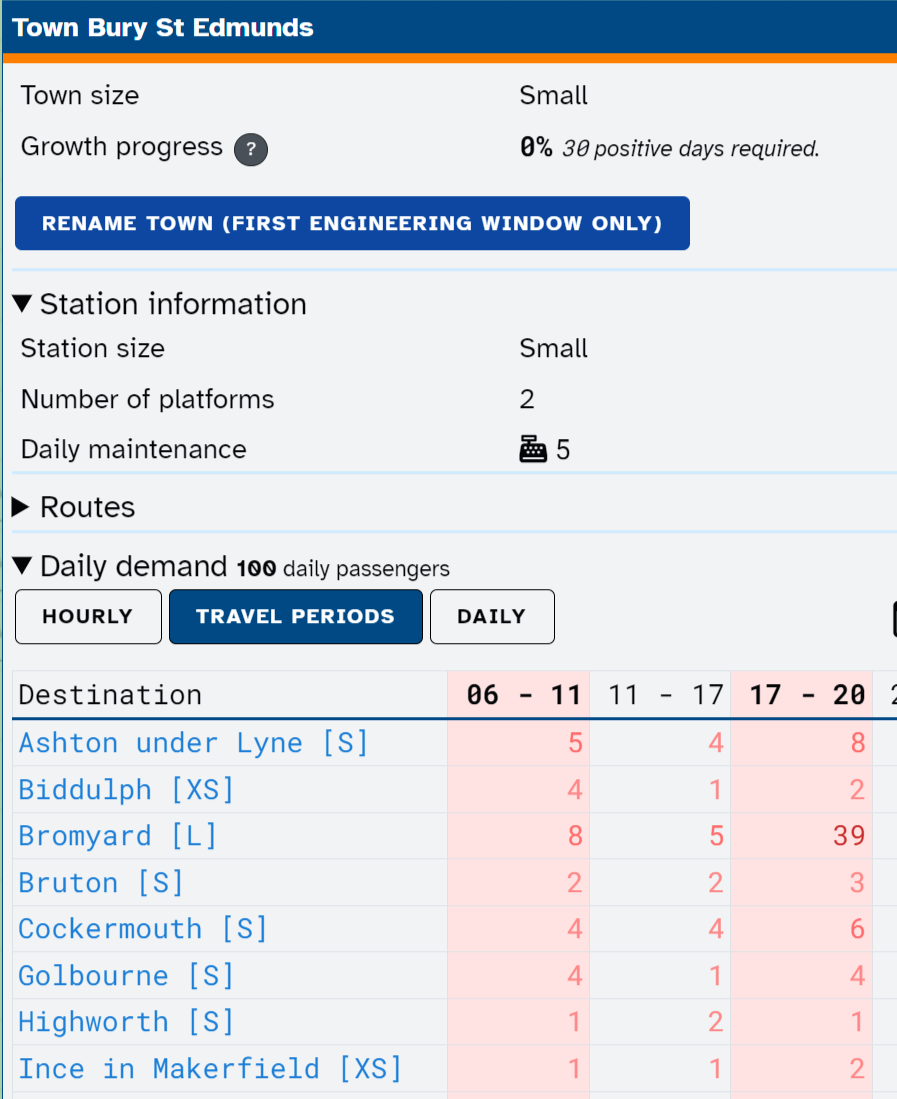 Town Bury St Edmunds
Town size Small
Growth progress ? 0% 30 positive days required.
RENAME TOWN (FIRST ENGINEERING WINDOW ONLY)
▼ Station information
Station size Small
Number of platforms 2
Daily maintenance 5
▶ Routes
▼ Daily demand 100 daily passengers
HOURLY TRAVEL PERIODS DAILY
Destination 06 - 11 11 - 17 17 - 20
Ashton under Lyne [S] 5 4 8
Biddulph [XS] 4 1 2
Bromyard [L] 8 5 39
Bruton [S] 2 2 3
Cockermouth [S] 4 4 6
Golbourne [S] 4 1 4
Highworth [S] 1 2 1
Ince in Makerfield [XS] 1 1 2